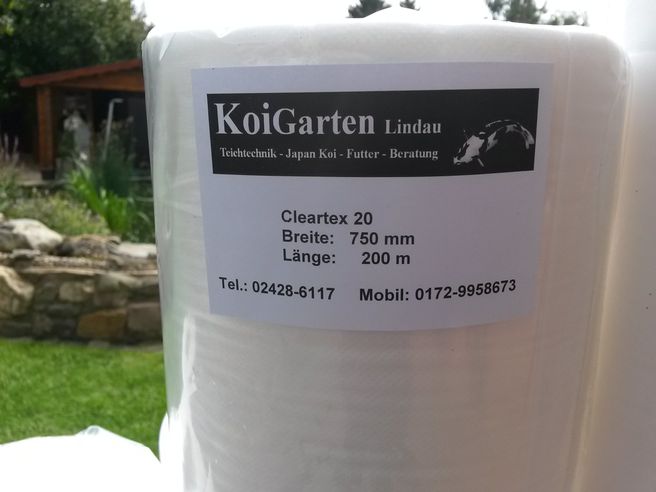 KoiGarten Lindau
Teichtechnik - Japan Koi - Futter - Beratung
Cleartex 20
Breite: 750 mm
Länge: 200 m
Tel.: 02428-6117 Mobil: 0172-9958673